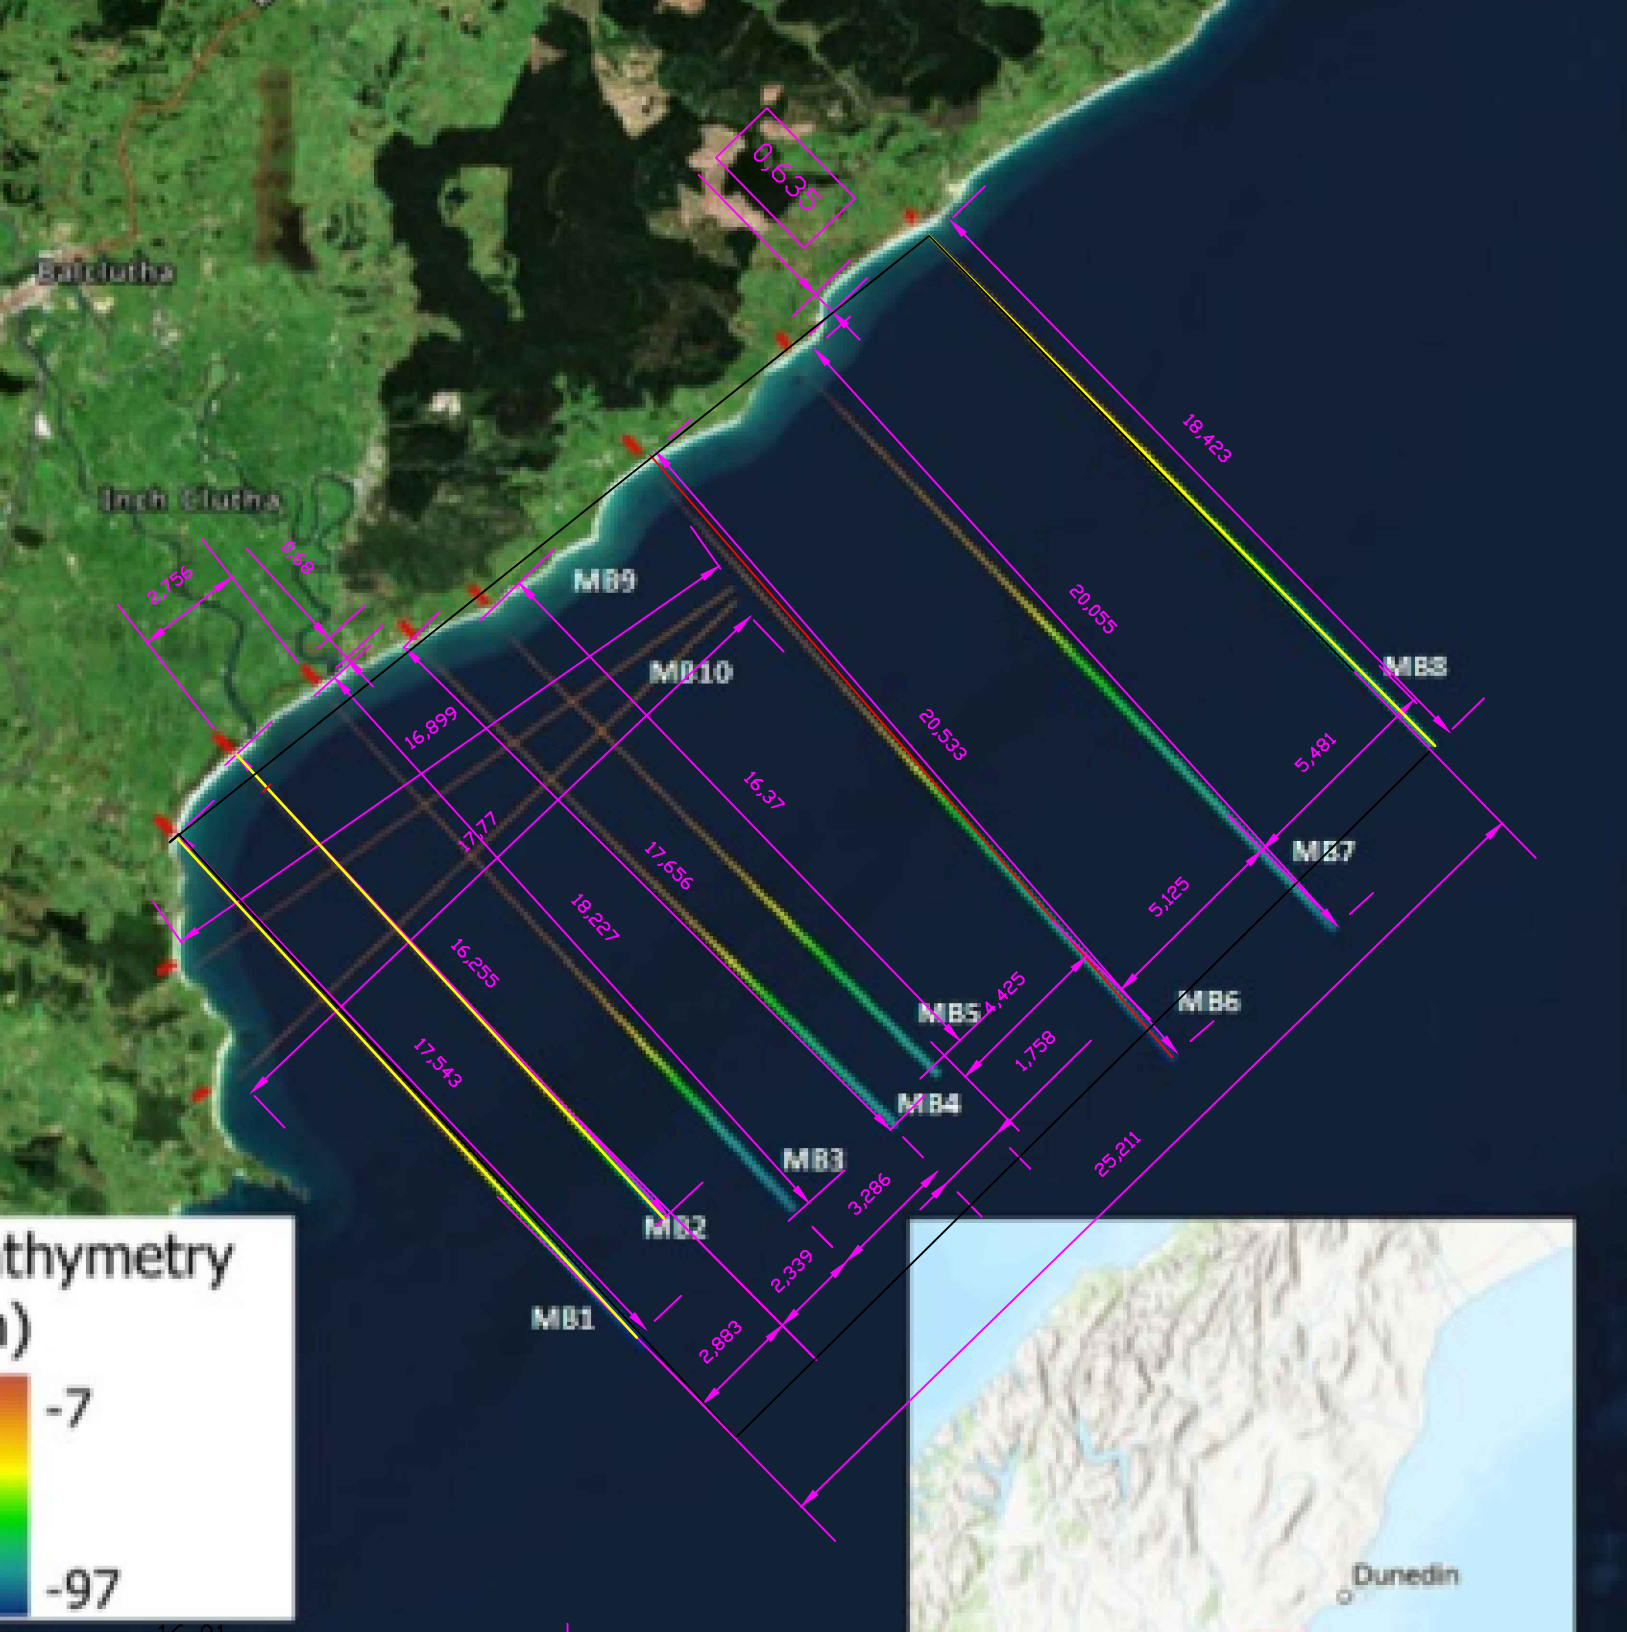 0,635
Balclutha
18,423
Inch Clutha
0,68
2,756
MB9
20,055
MB10
MB8
16,899
20,533
5,481
16,37
17,77
17,656
MB7
5,125
18,227
16,255
4,425
MB5
MB6
17,543
1,758
MB4
25,211
MB3
3,286
MB2
2,339
MB1
2,883
thymetry
)
-7
-97
Dunedin